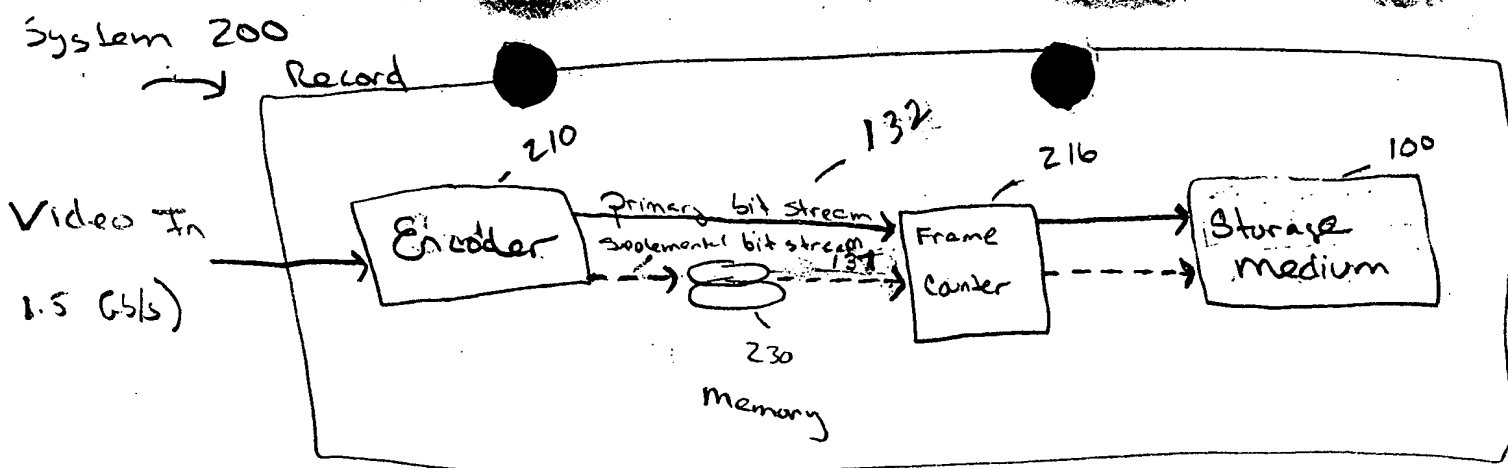 System 200
Record
210
132
216
100
Video In
1.5 Gb/s)
Encoder
Primary bit stream
Supplemental bit stream
Frame
Counter
Storage
medium
230
memory